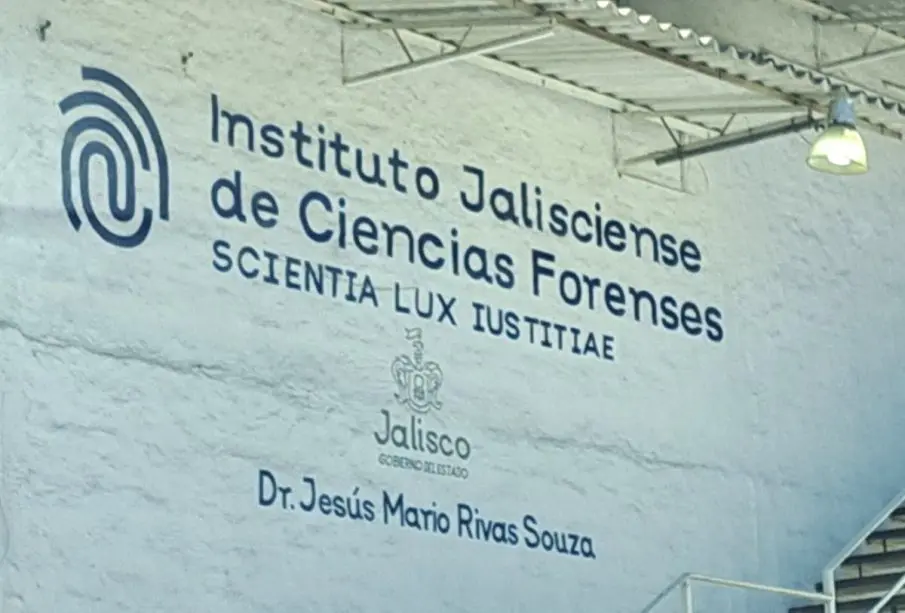 Instituto Jalisciense
de Ciencias Forenses
SCIENTIA LUX IUSTITIAE
Jalisco
GOBIERNO DEL ESTADO
Dr. Jesús Mario Rivas Souza